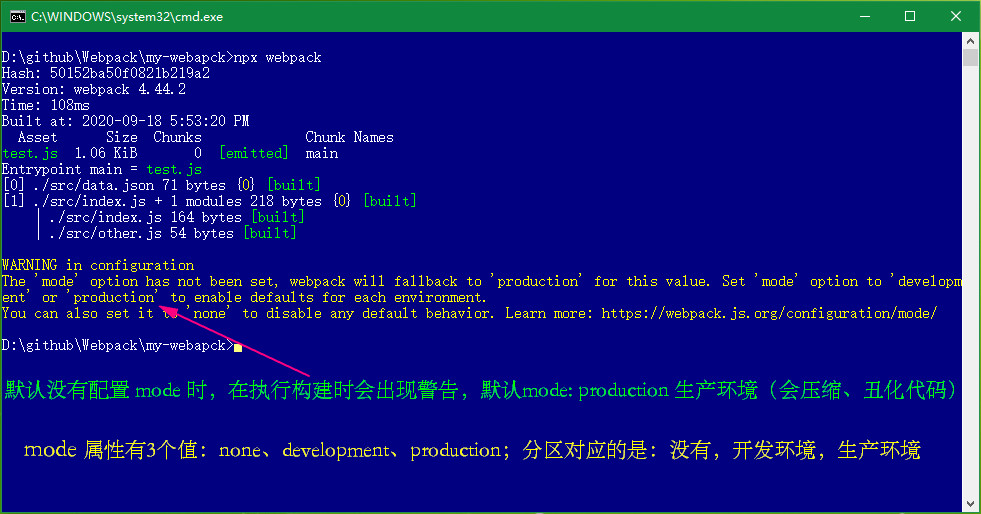 C:\WINDOWS\system32\cmd.exe
D:\github\Webpack\my-webapck>npx webpack
Hash: 50152ba50f0821b219a2
Version: webpack 4.44.2
Time: 108ms
Built at: 2020-09-18 5:53:20 PM
Asset Size Chunks Chunk Names
test.js 1.06 KiB 0 [emitted] main
Entrypoint main = test.js
[0] ./src/data.json 71 bytes {0} [built]
[1] ./src/index.js + 1 modules 218 bytes {0} [built]
| ./src/index.js 164 bytes [built]
| ./src/other.js 54 bytes [built]
WARNING in configuration
The 'mode' option has not been set, webpack will fallback to 'production' for this value. Set 'mode' option to 'developm
ent' or 'production' to enable defaults for each environment.
You can also set it to 'none' to disable any default behavior. Learn more: https://webpack.js.org/configuration/mode/
D:\github\Webpack\my-webapck>
默认没有配置 mode 时，在执行构建时会出现警告，默认mode: production 生产环境（会压缩、丑化代码）
mode 属性有3个值：none、development、production；分区对应的是：没有，开发环境，生产环境